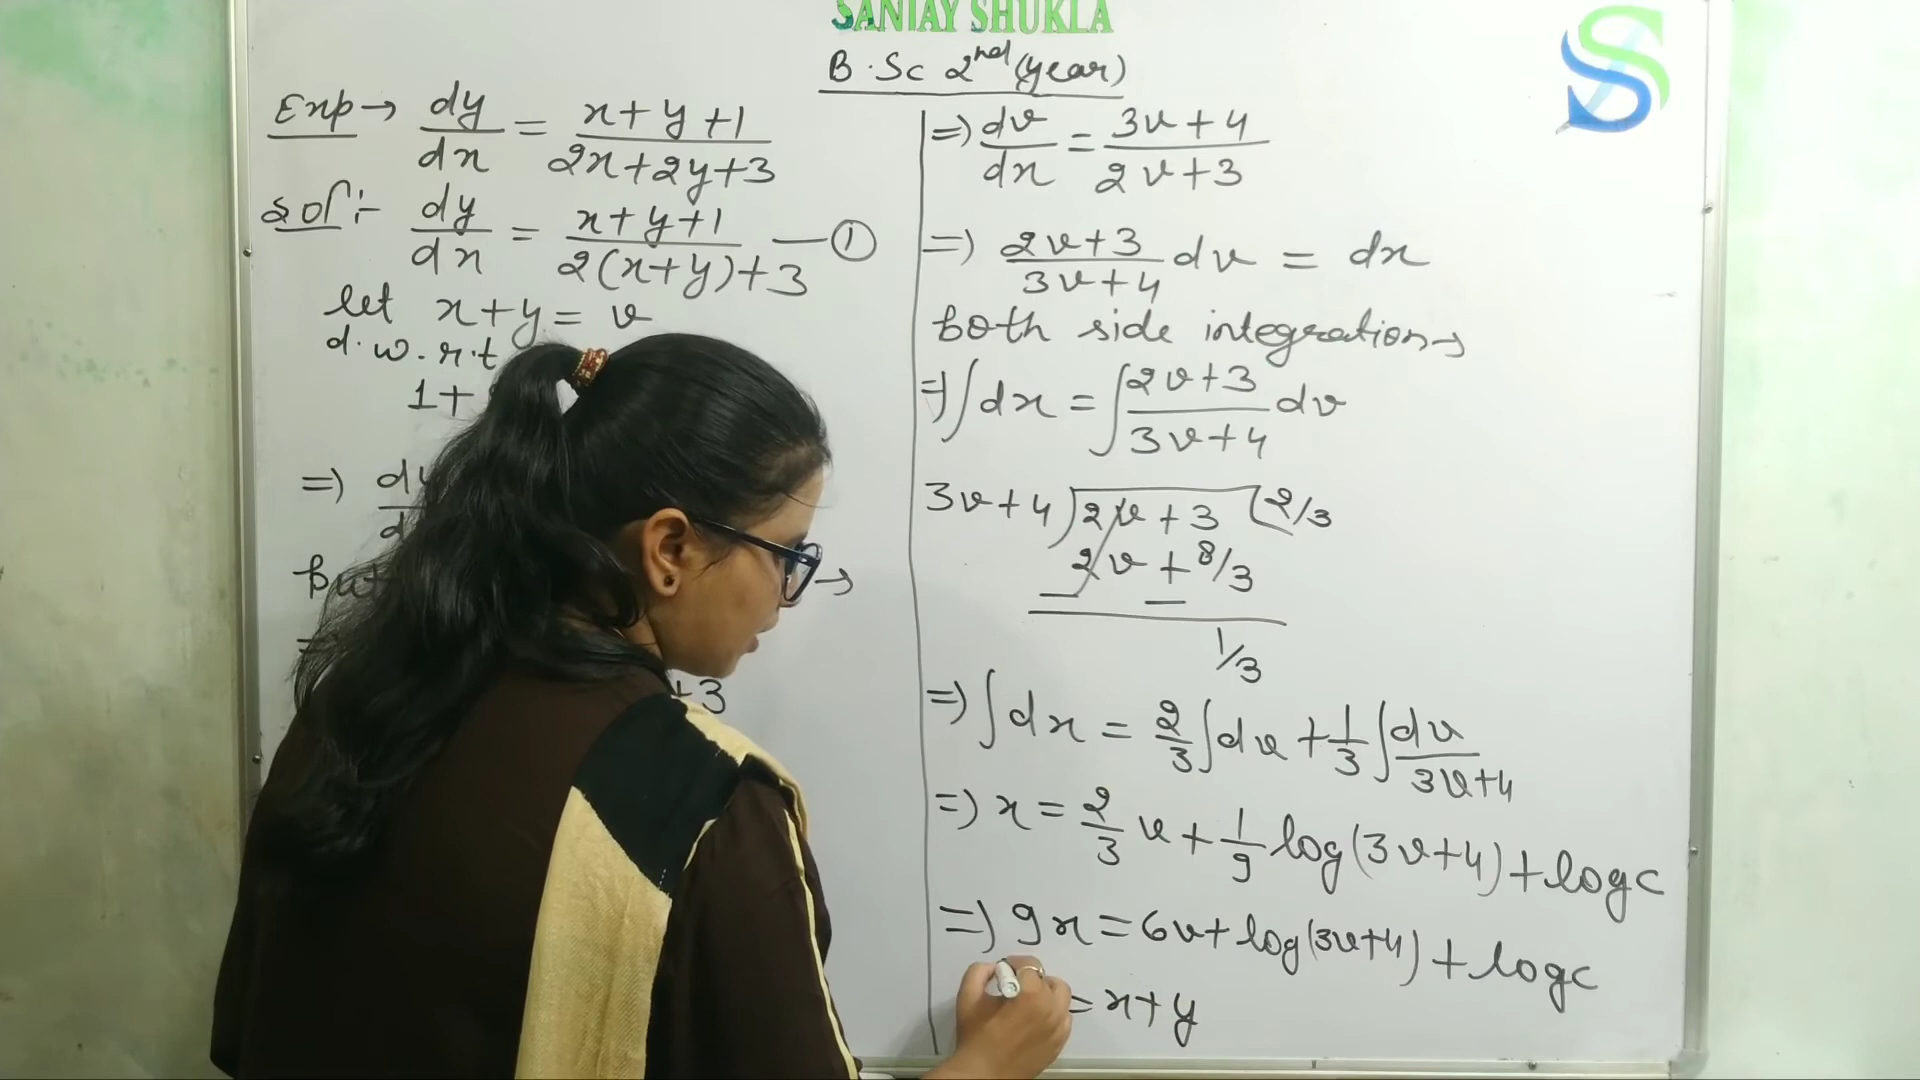 SANJAY SHUKLA
B.Sc 2nd (year)
Exp → dy/dx = x+y+1/2x+2y+3
Sol:- dy/dx = x+y+1/2(x+y)+3 — ①
let x+y = v
d.w.r.t
1+
=)
But →
+3
=) dv/dx = 3v+4/2v+3
=) 2v+3/3v+4 dv = dx
both side integration→
=) ∫dx = ∫2v+3/3v+4 dv
3v+4)2v+3(2/3
2v+8/3
— —
1/3
=) ∫dx = 2/3∫dv+1/3∫dv/3v+4
=) x = 2/3 v+1/9 log(3v+4)+logc
=) 9x = 6v+log(3v+4)+logc
= x+y